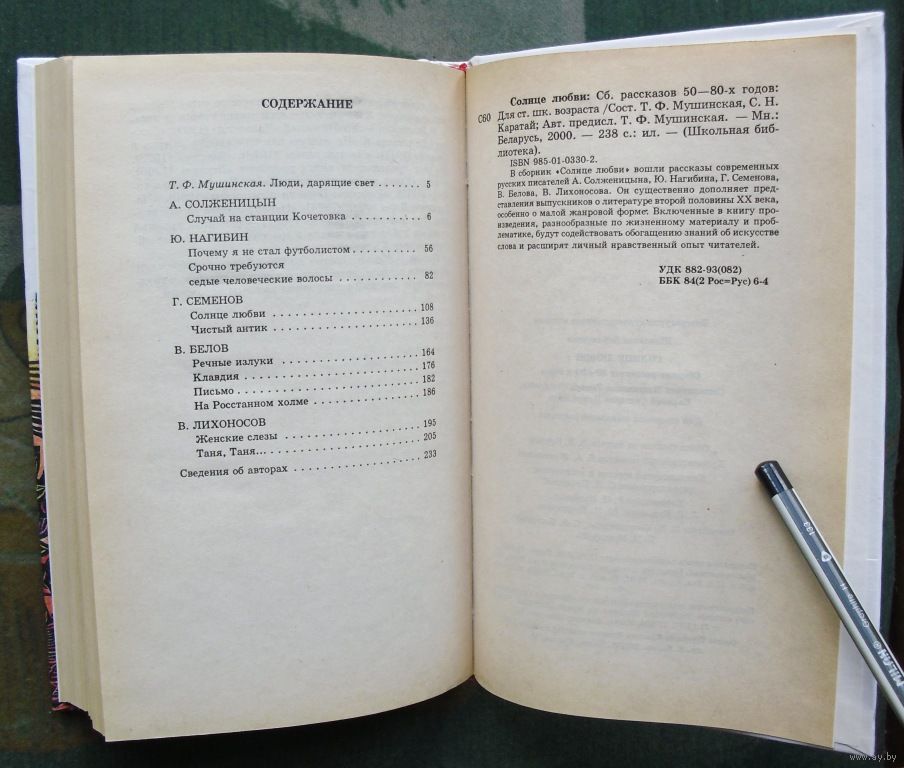 СОДЕРЖАНИЕ
Т. Ф. Мушинская. Люди, дарящие свет ....... 5
А. СОЛЖЕНИЦЫН
Случай на станции Кочетовка ........... 6
Ю. НАГИБИН
Почему я не стал футболистом ........... 56
Срочно требуются
седые человеческие волосы ............. 82
Г. СЕМЕНОВ
Солнце любви ..................... 108
Чистый антик ..................... 136
В. БЕЛОВ
Речные излуки ..................... 164
Клавдия ......................... 176
Письмо .......................... 182
На Росстанном холме ................ 186
В. ЛИХОНОСОВ
Женские слезы .................... 195
Таня, Таня... ...................... 205
Сведения об авторах ................... 233
Солнце любви: Сб. рассказов 50—80-х годов:
С60 Для ст. шк. возраста /Сост. Т. Ф. Мушинская, С. Н.
Каратай; Авт. предисл. Т. Ф. Мушинская. — Мн.:
Беларусь, 2000. — 238 с.: ил. — (Школьная биб-
лиотека).
ISBN 985-01-0330-2.
В сборник «Солнце любви» вошли рассказы современных
русских писателей А. Солженицына, Ю. Нагибина, Г. Семенова,
В. Белова, В. Лихоносова. Он существенно дополняет пред-
ставления выпускников о литературе второй половины XX века,
особенно о малой жанровой форме. Включенные в книгу про-
изведения, разнообразные по жизненному материалу и проб-
лематике, будут содействовать обогащению знаний об искусстве
слова и расширят личный нравственный опыт читателей.
УДК 882-93(082)
ББК 84(2 Рос=Рус) 6-4
193
Graphite H
MILAN
www.ay.by